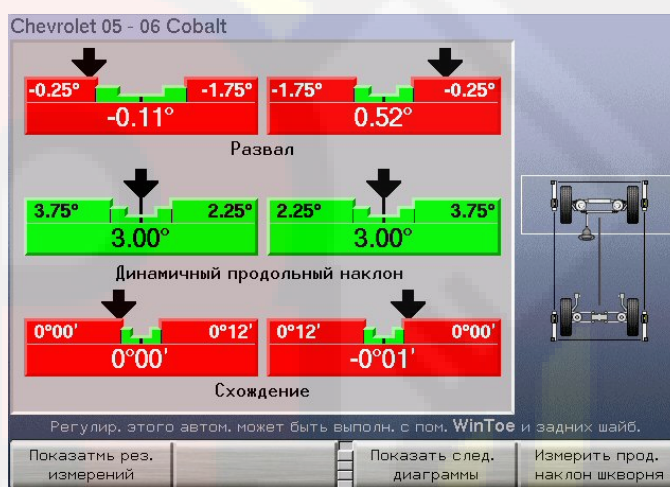 Chevrolet 05 - 06 Cobalt
-0.25° -1.75° -1.75° -0.25°
-0.11° 0.52°
Развал
3.75° 2.25° 2.25° 3.75°
3.00° 3.00°
Динамичный продольный наклон
0°00' 0°12' 0°12' 0°00'
0°00' -0°01'
Схождение
Регулир. этого автом. может быть выполн. с пом. WinToe и задних шайб.
Показатмь рез. Показать след. Измерить прод.
измерений диаграммы наклон шкворня